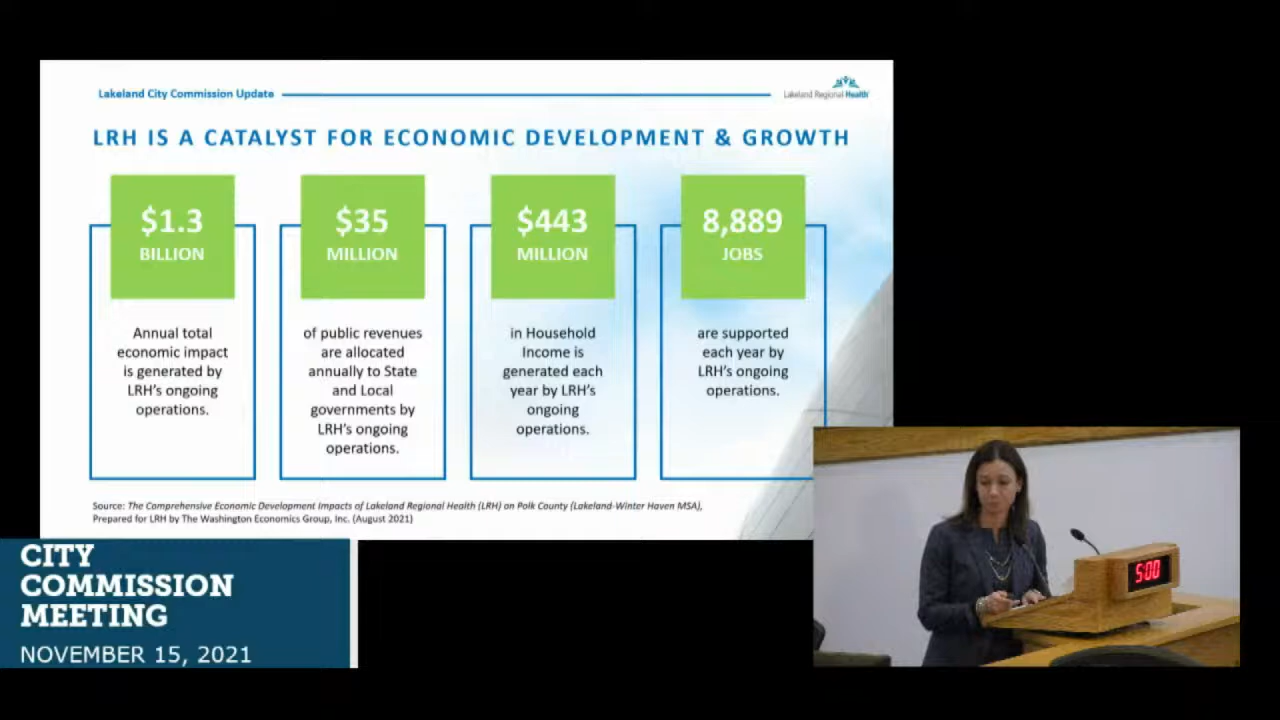 Lakeland City Commission Update
Lakeland Regional Health
LRH IS A CATALYST FOR ECONOMIC DEVELOPMENT & GROWTH
$1.3
BILLION
Annual total
economic impact
is generated by
LRH's ongoing
operations.
$35
MILLION
of public revenues
are allocated
annually to State
and Local
governments by
LRH's ongoing
operations.
$443
MILLION
in Household
Income is
generated each
year by LRH's
ongoing
operations.
8,889
JOBS
are supported
each year by
LRH's ongoing
operations.
Source: The Comprehensive Economic Development Impacts of Lakeland Regional Health (LRH) on Polk County (Lakeland-Winter Haven MSA),
Prepared for LRH by The Washington Economics Group, Inc. (August 2021)
CITY
COMMISSION
MEETING
NOVEMBER 15, 2021
5:00